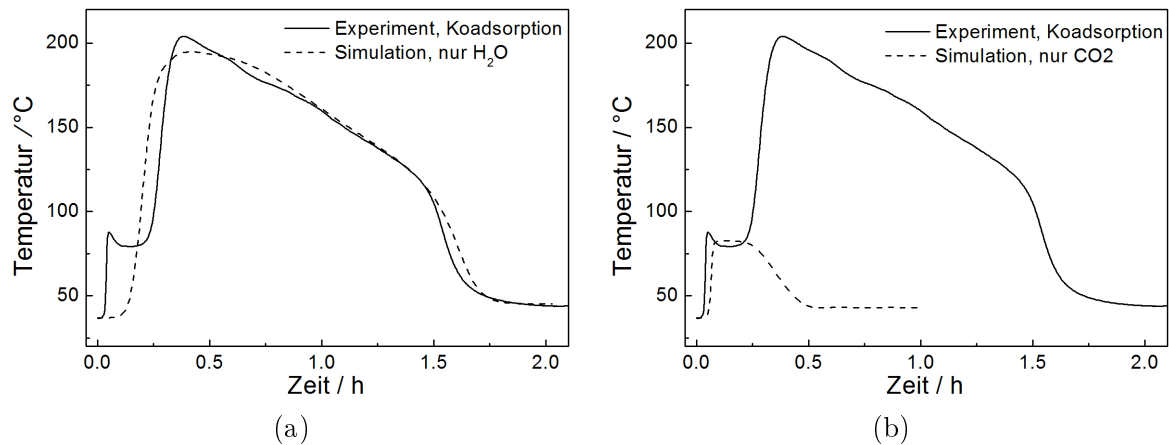 Experiment, Koadsorption
Simulation, nur H₂O
200
150
100
50
Temperatur /°C
0.0 0.5 1.0 1.5 2.0
Zeit / h
(a)
Experiment, Koadsorption
Simulation, nur CO2
200
150
100
50
Temperatur / °C
0.0 0.5 1.0 1.5 2.0
Zeit / h
(b)